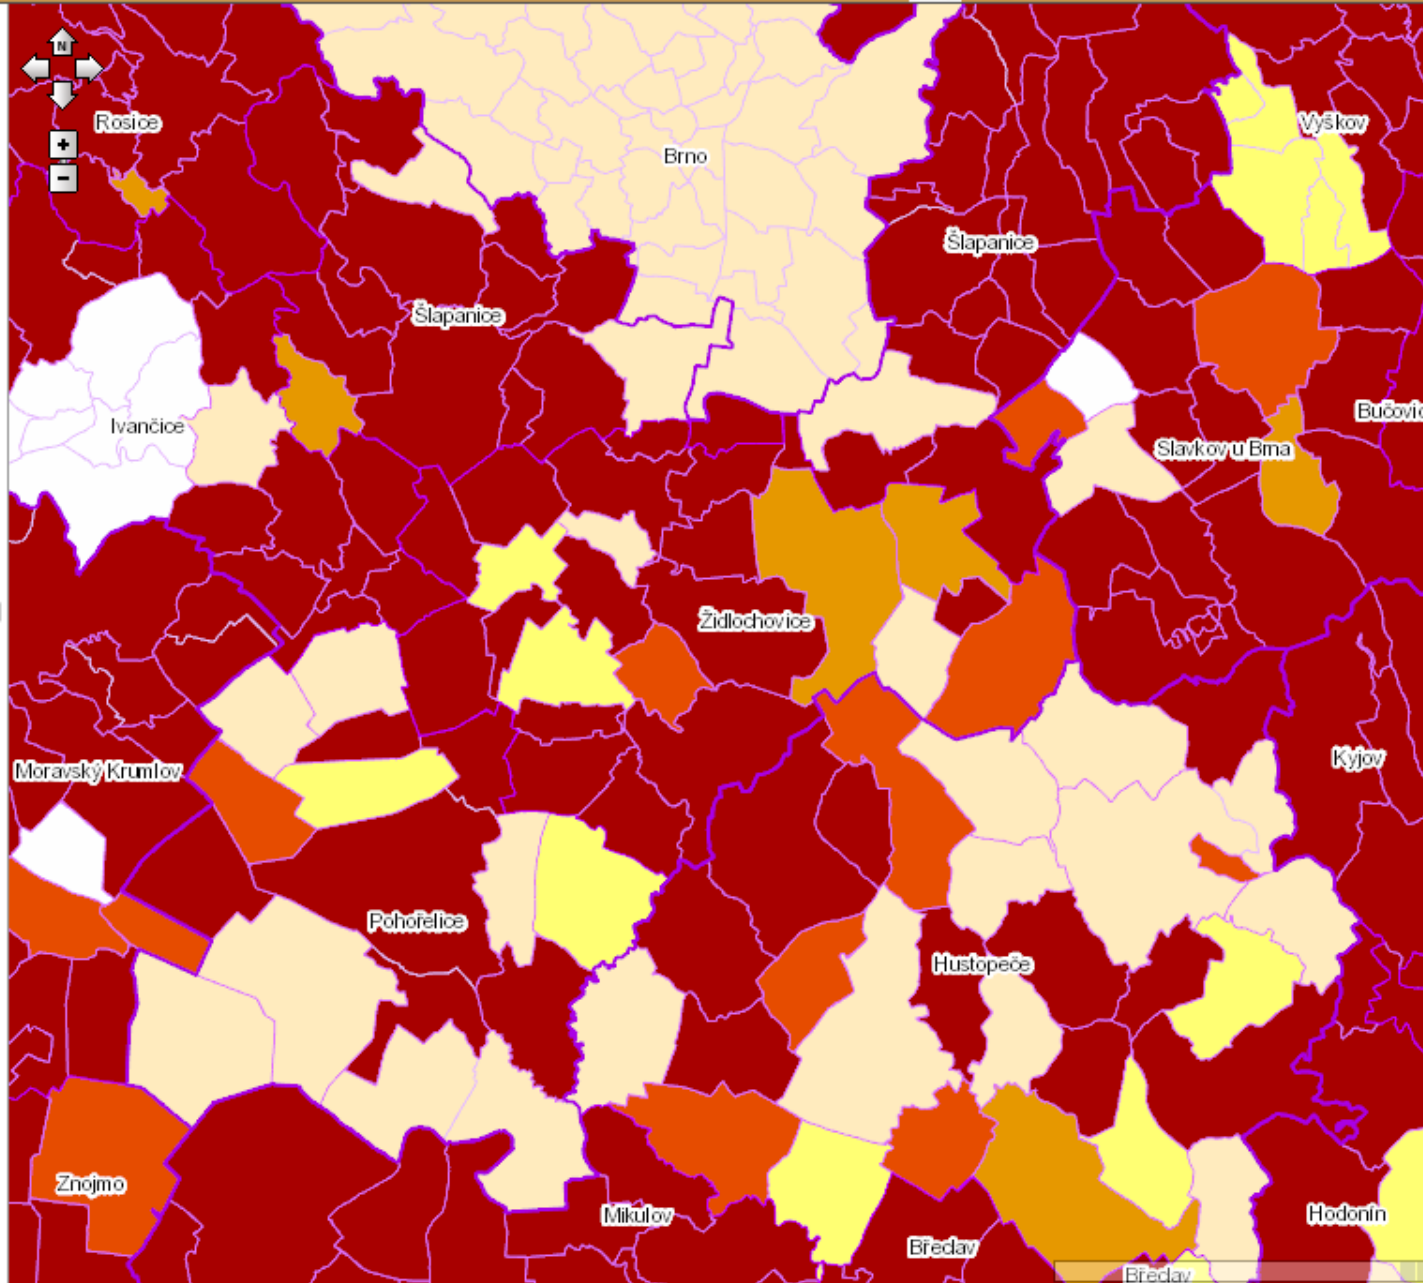 N
Rosice
Vyškov
Brno
Šlapanice
Šlapanice
Ivančice
Slavkov u Brna
Židlochovice
Kyjov
Moravský Krumlov
Pohořelice
Hustopeče
Znojmo
Mikulov
Hodonín
Břeclav
Břeclav